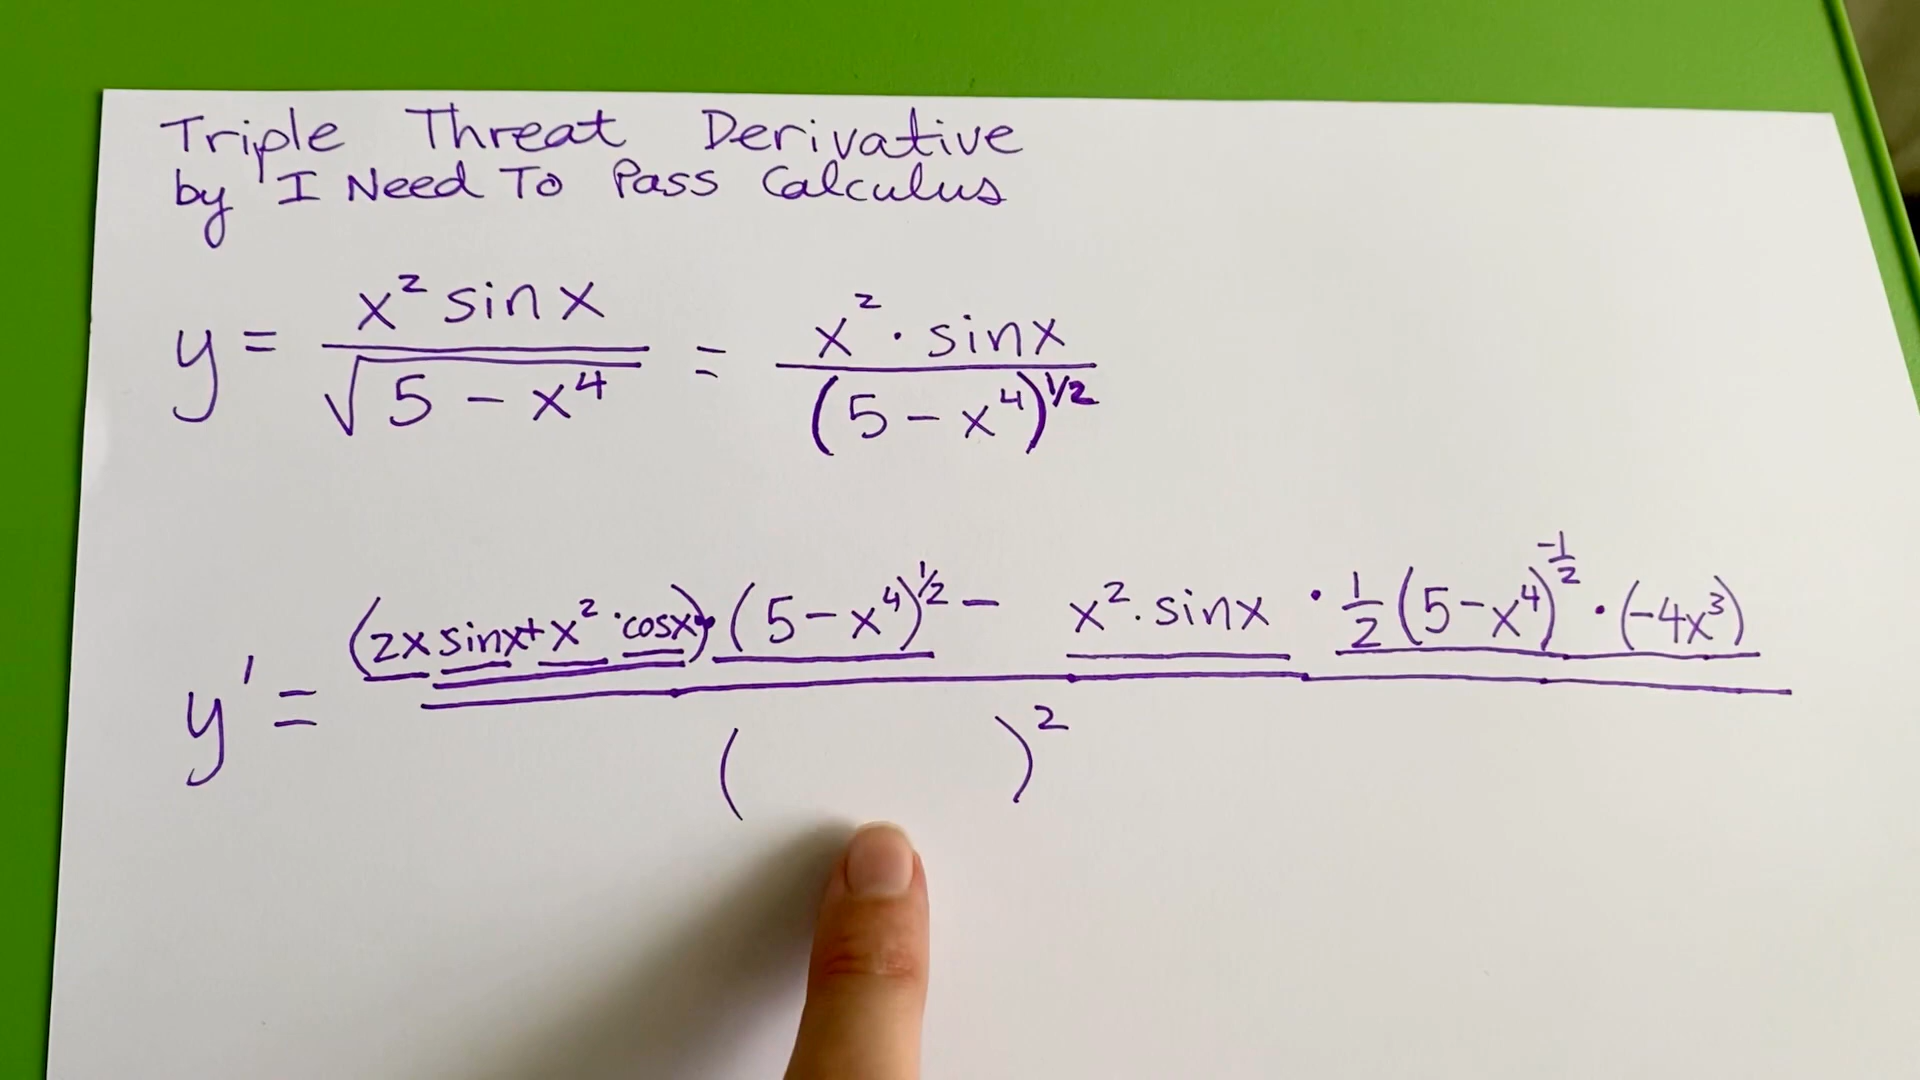 Triple Threat Derivative
by I Need To Pass Calculus
y = x² sin x / √(5 − x⁴) = x² · sin x / (5 − x⁴)^1/2
y' = (2x sin x + x² · cos x) · (5 − x⁴)^1/2 − x² · sin x · 1/2 (5 − x⁴)^−1/2 · (−4x³) / (      )²